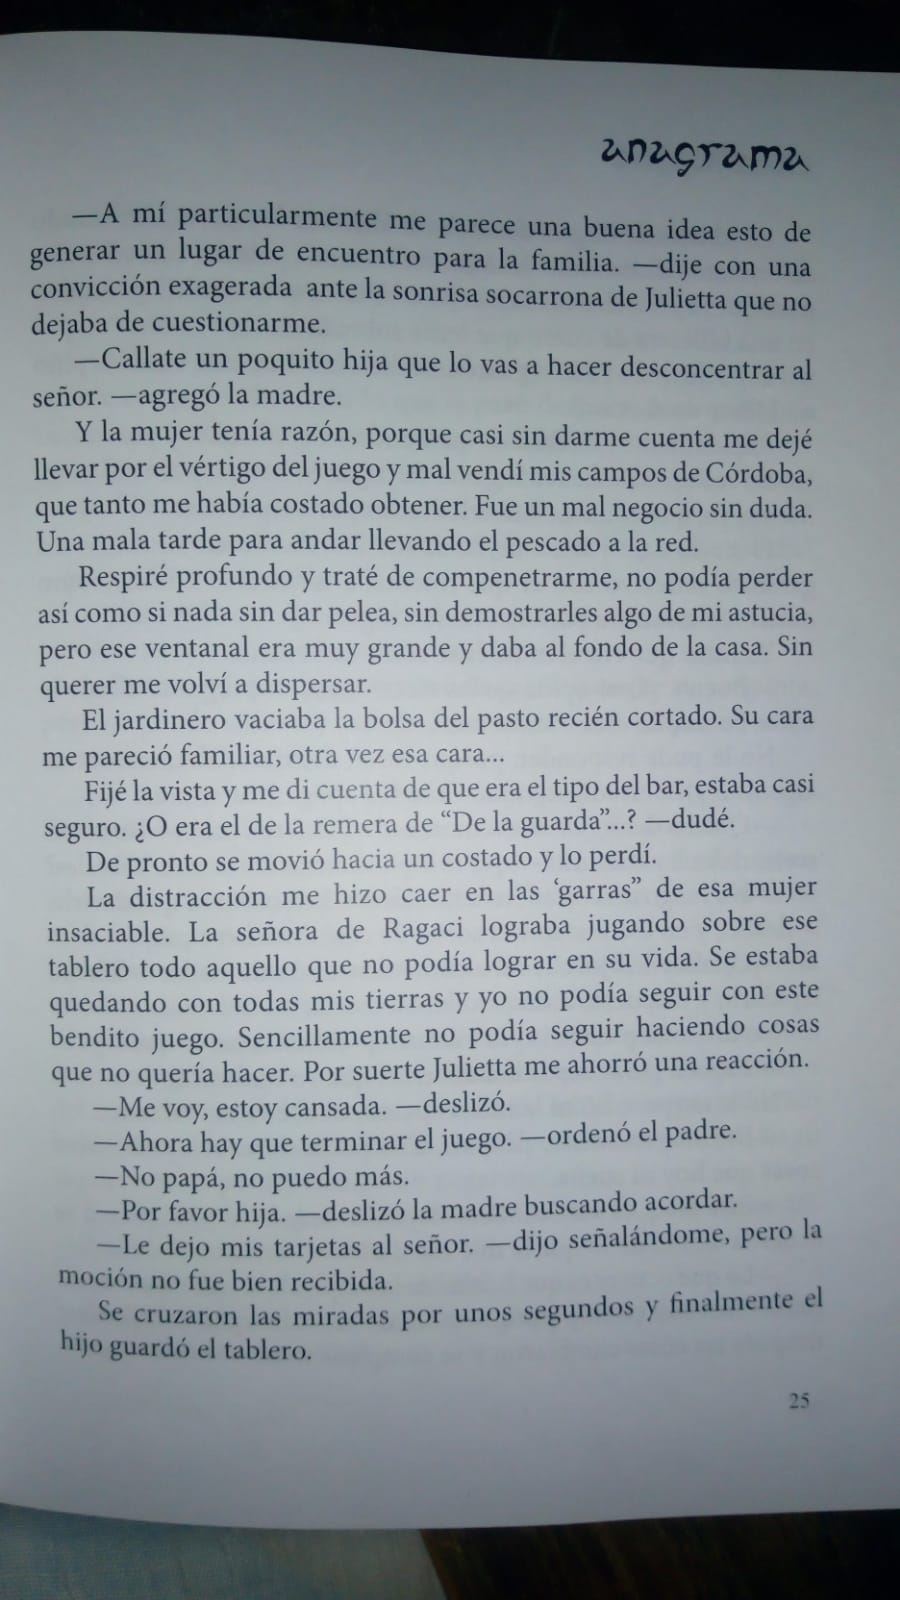 anagrama
—A mí particularmente me parece una buena idea esto de
generar un lugar de encuentro para la familia. —dije con una
convicción exagerada ante la sonrisa socarrona de Julietta que no
dejaba de cuestionarme.
—Callate un poquito hija que lo vas a hacer desconcentrar al
señor. —agregó la madre.
Y la mujer tenía razón, porque casi sin darme cuenta me dejé
llevar por el vértigo del juego y mal vendí mis campos de Córdoba,
que tanto me había costado obtener. Fue un mal negocio sin duda.
Una mala tarde para andar llevando el pescado a la red.
Respiré profundo y traté de compenetrarme, no podía perder
así como si nada sin dar pelea, sin demostrarles algo de mi astucia,
pero ese ventanal era muy grande y daba al fondo de la casa. Sin
querer me volví a dispersar.
El jardinero vaciaba la bolsa del pasto recién cortado. Su cara
me pareció familiar, otra vez esa cara...
Fijé la vista y me di cuenta de que era el tipo del bar, estaba casi
seguro. ¿O era el de la remera de “De la guarda”...? —dudé.
De pronto se movió hacia un costado y lo perdí.
La distracción me hizo caer en las ‘garras” de esa mujer
insaciable. La señora de Ragaci lograba jugando sobre ese
tablero todo aquello que no podía lograr en su vida. Se estaba
quedando con todas mis tierras y yo no podía seguir con este
bendito juego. Sencillamente no podía seguir haciendo cosas
que no quería hacer. Por suerte Julietta me ahorró una reacción.
—Me voy, estoy cansada. —deslizó.
—Ahora hay que terminar el juego. —ordenó el padre.
—No papá, no puedo más.
—Por favor hija. —deslizó la madre buscando acordar.
—Le dejo mis tarjetas al señor. —dijo señalándome, pero la
moción no fue bien recibida.
Se cruzaron las miradas por unos segundos y finalmente el
hijo guardó el tablero.
25